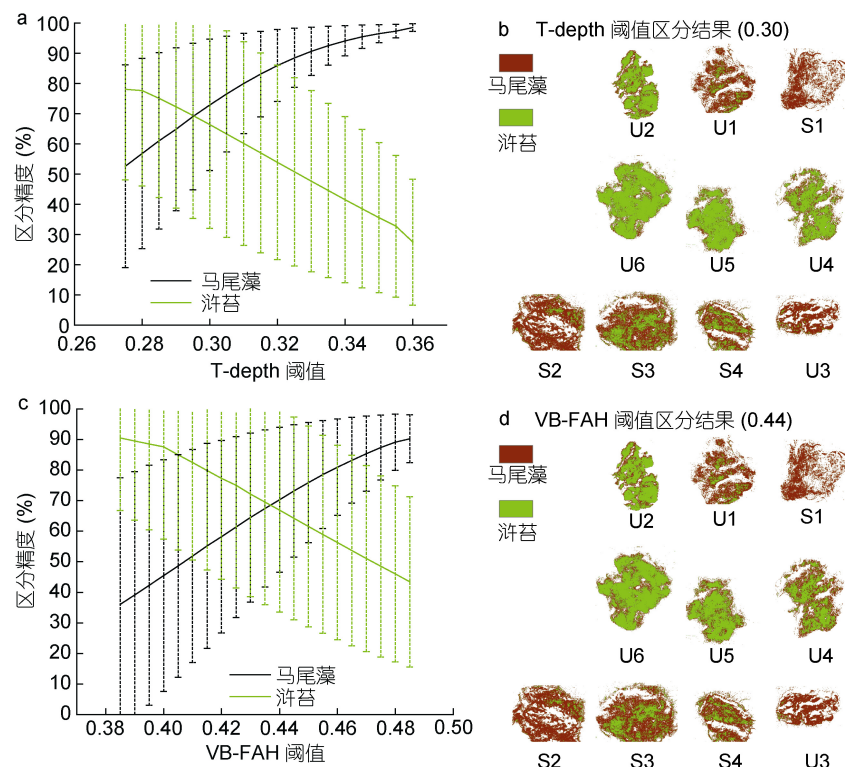 a
100
90
80
70
60
50
40
30
20
10
0
区分精度 (%)
马尾藻
浒苔
0.26 0.28 0.30 0.32 0.34 0.36
T-depth 阈值
b T-depth 阈值区分结果 (0.30)
马尾藻
浒苔
U2 U1 S1
U6 U5 U4
S2 S3 S4 U3
c
100
90
80
70
60
50
40
30
20
10
0
区分精度 (%)
马尾藻
浒苔
0.38 0.40 0.42 0.44 0.46 0.48 0.50
VB-FAH 阈值
d VB-FAH 阈值区分结果 (0.44)
马尾藻
浒苔
U2 U1 S1
U6 U5 U4
S2 S3 S4 U3